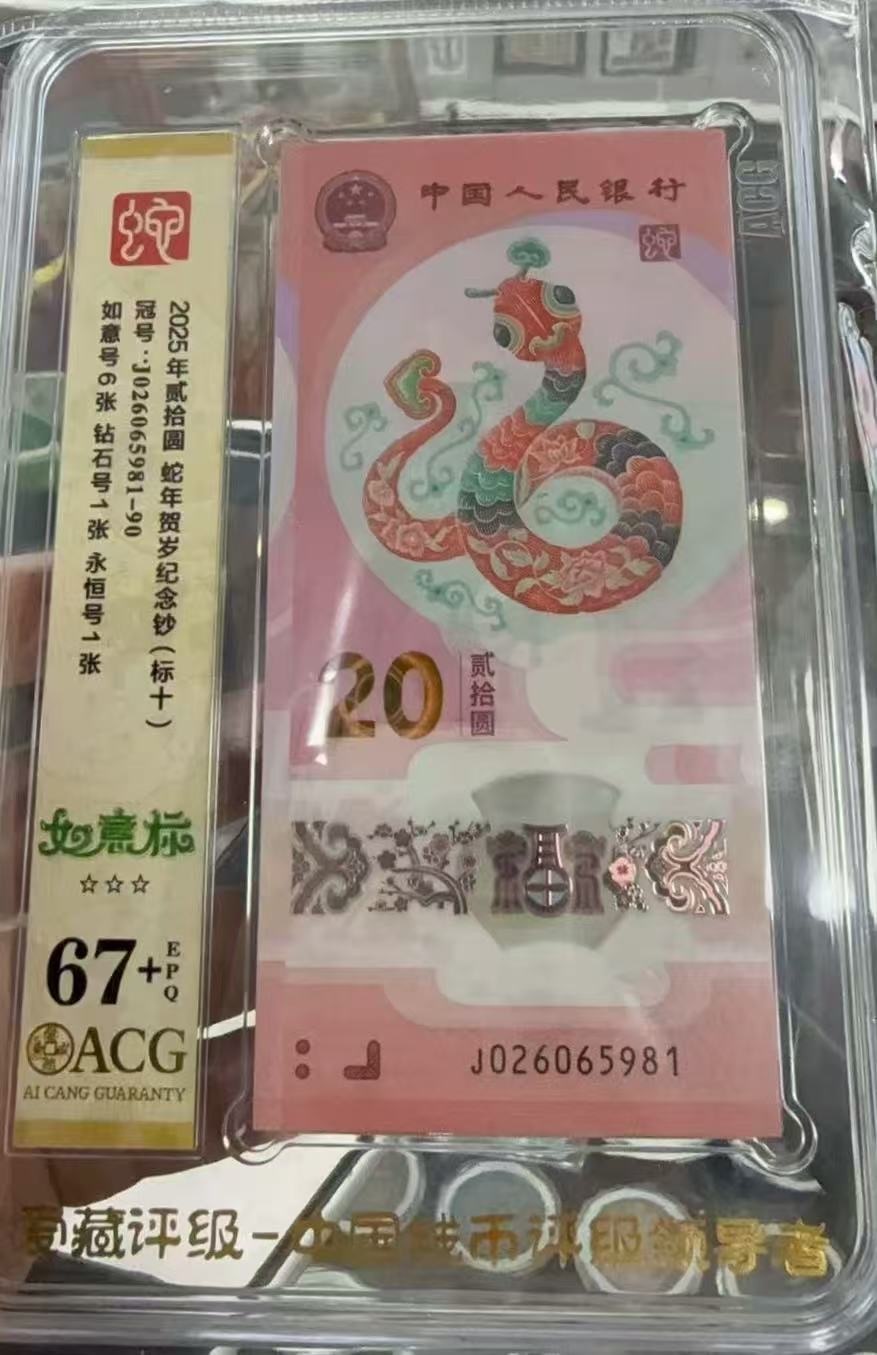 蛇
2025年贰拾圆 蛇年贺岁纪念钞(标十)
冠号:J026065981-90
如意号6张 钻石号1张 永恒号1张
如意标
☆☆☆
67+ EPQ
ACG
AI CANG GUARANTY
中国人民银行
蛇
20
贰拾圆
J026065981
ACG
爱藏评级-中国钱币评级领导者